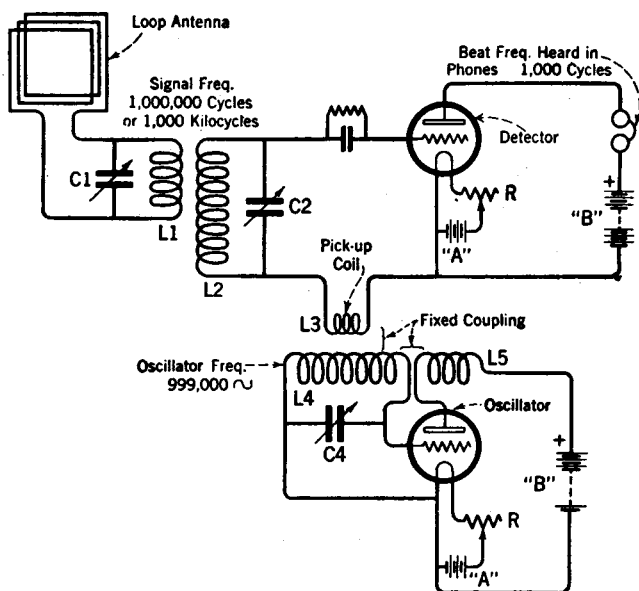 Loop Antenna
Signal Freq.
1,000,000 Cycles
or 1,000 Kilocycles
Beat Freq. Heard in
Phones 1,000 Cycles
Detector
C1
L1
L2
C2
R
"A"
+
"B"
Pick-up
Coil
L3
Fixed Coupling
Oscillator Freq.
999,000 ~
L4
L5
C4
Oscillator
+
"B"
R
"A"